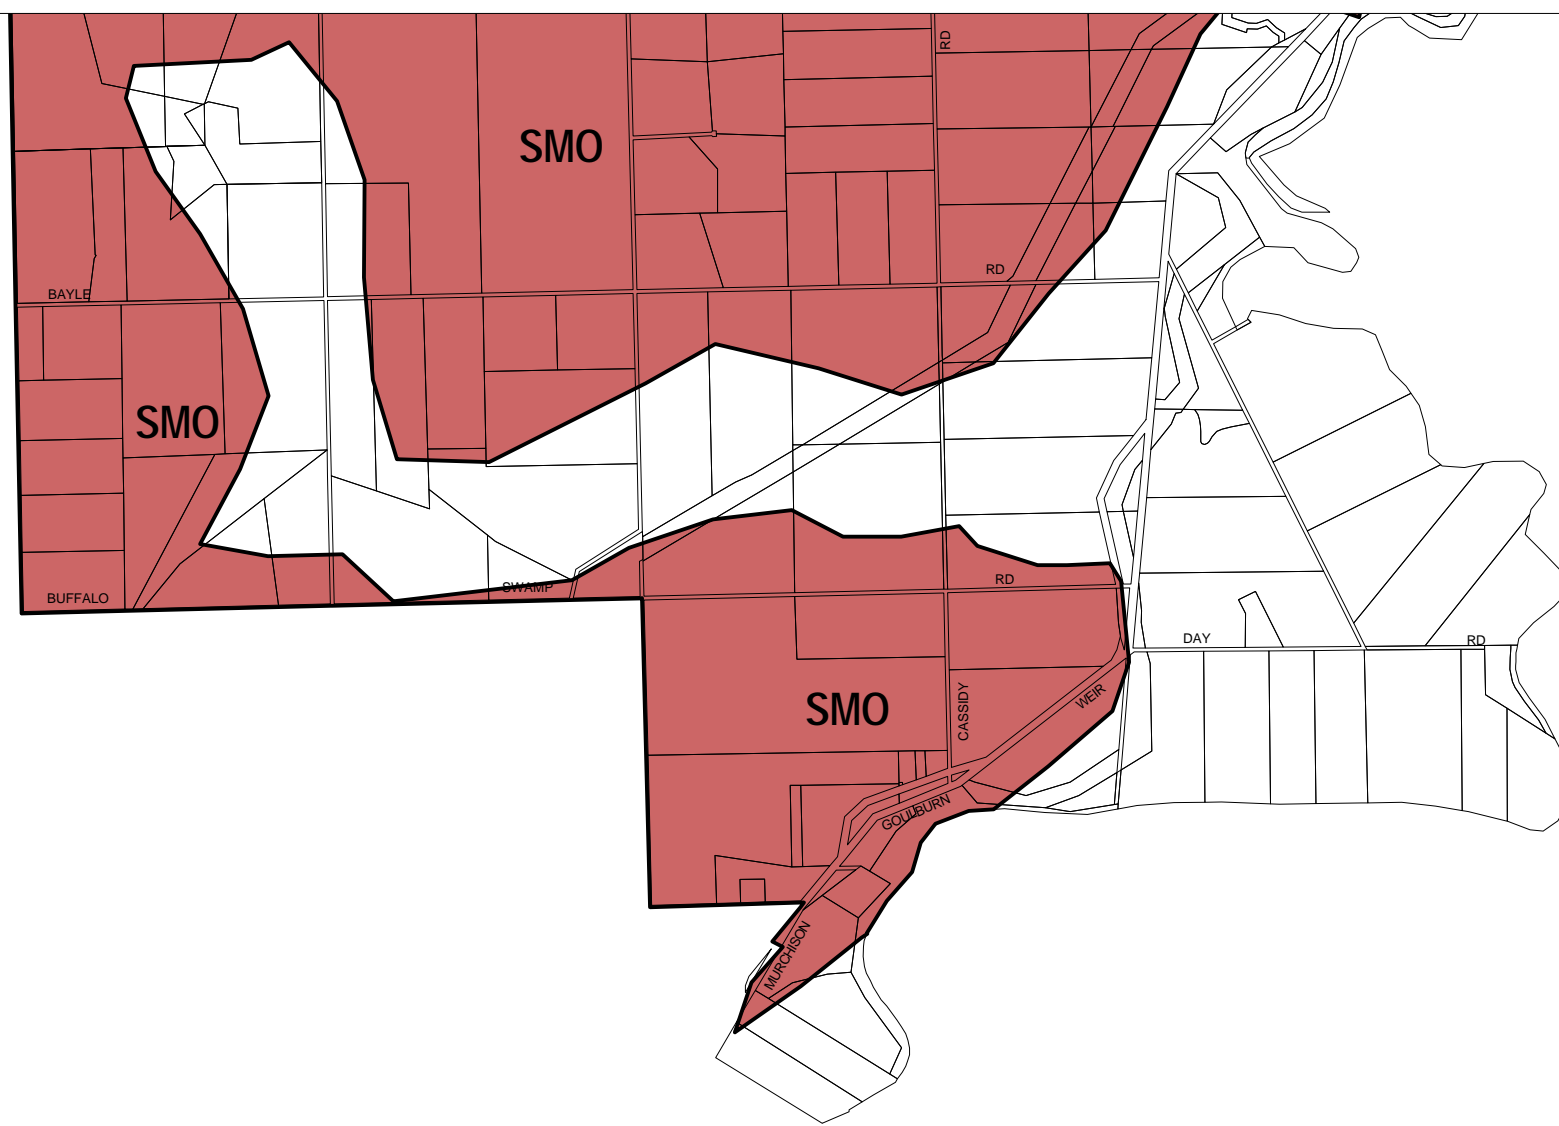 RD
SMO
RD
BAYLE
SMO
RD
SWAMP
BUFFALO
DAY
RD
SMO
CASSIDY
WEIR
GOULBURN
MURCHISON